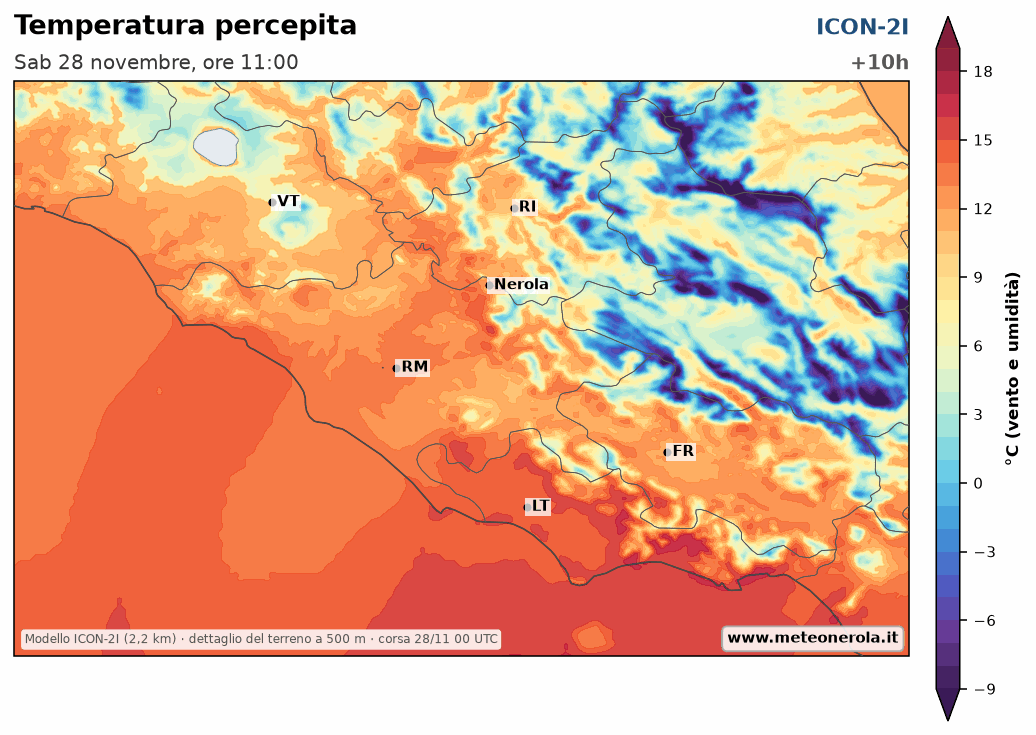 Temperatura percepita
ICON-2I
Sab 28 novembre, ore 11:00
+10h
VT
RI
Nerola
RM
FR
LT
18
15
12
9
6
3
0
−3
−6
−9
°C (vento e umidità)
Modello ICON-2I (2,2 km) · dettaglio del terreno a 500 m · corsa 28/11 00 UTC
www.meteonerola.it